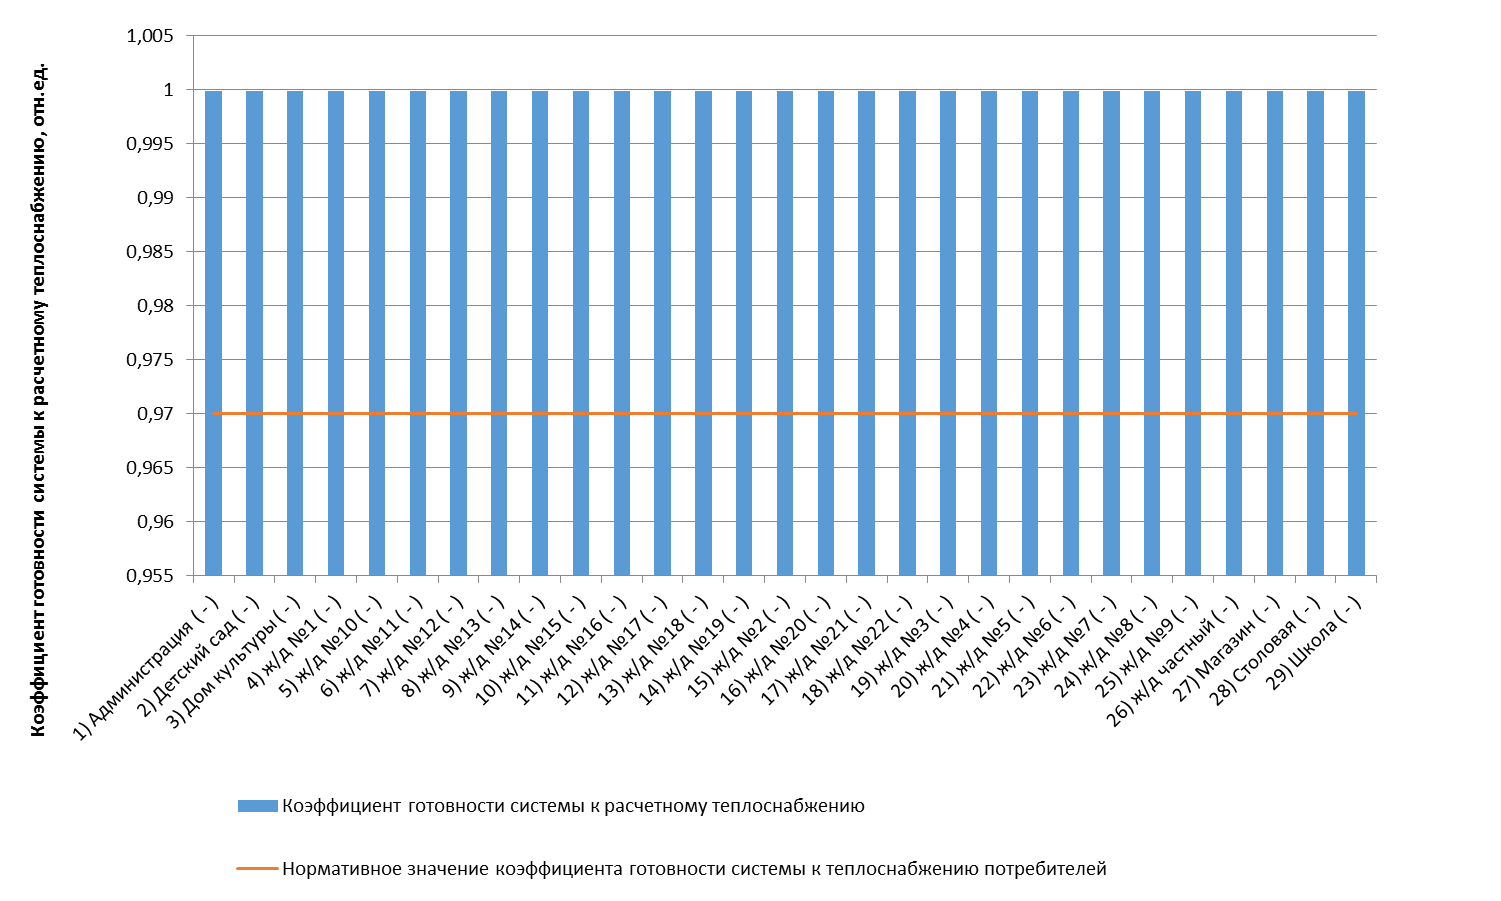 Коэффициент готовности системы к расчетному теплоснабжению, отн.ед.
1,005
1
0,995
0,99
0,985
0,98
0,975
0,97
0,965
0,96
0,955
1) Администрация ( - )
2) Детский сад ( - )
3) Дом культуры ( - )
4) ж/д №1 ( - )
5) ж/д №10 ( - )
6) ж/д №11 ( - )
7) ж/д №12 ( - )
8) ж/д №13 ( - )
9) ж/д №14 ( - )
10) ж/д №15 ( - )
11) ж/д №16 ( - )
12) ж/д №17 ( - )
13) ж/д №18 ( - )
14) ж/д №19 ( - )
15) ж/д №2 ( - )
16) ж/д №20 ( - )
17) ж/д №21 ( - )
18) ж/д №22 ( - )
19) ж/д №3 ( - )
20) ж/д №4 ( - )
21) ж/д №5 ( - )
22) ж/д №6 ( - )
23) ж/д №7 ( - )
24) ж/д №8 ( - )
25) ж/д №9 ( - )
26) ж/д частный ( - )
27) Магазин ( - )
28) Столовая ( - )
29) Школа ( - )
Коэффициент готовности системы к расчетному теплоснабжению
Нормативное значение коэффициента готовности системы к теплоснабжению потребителей